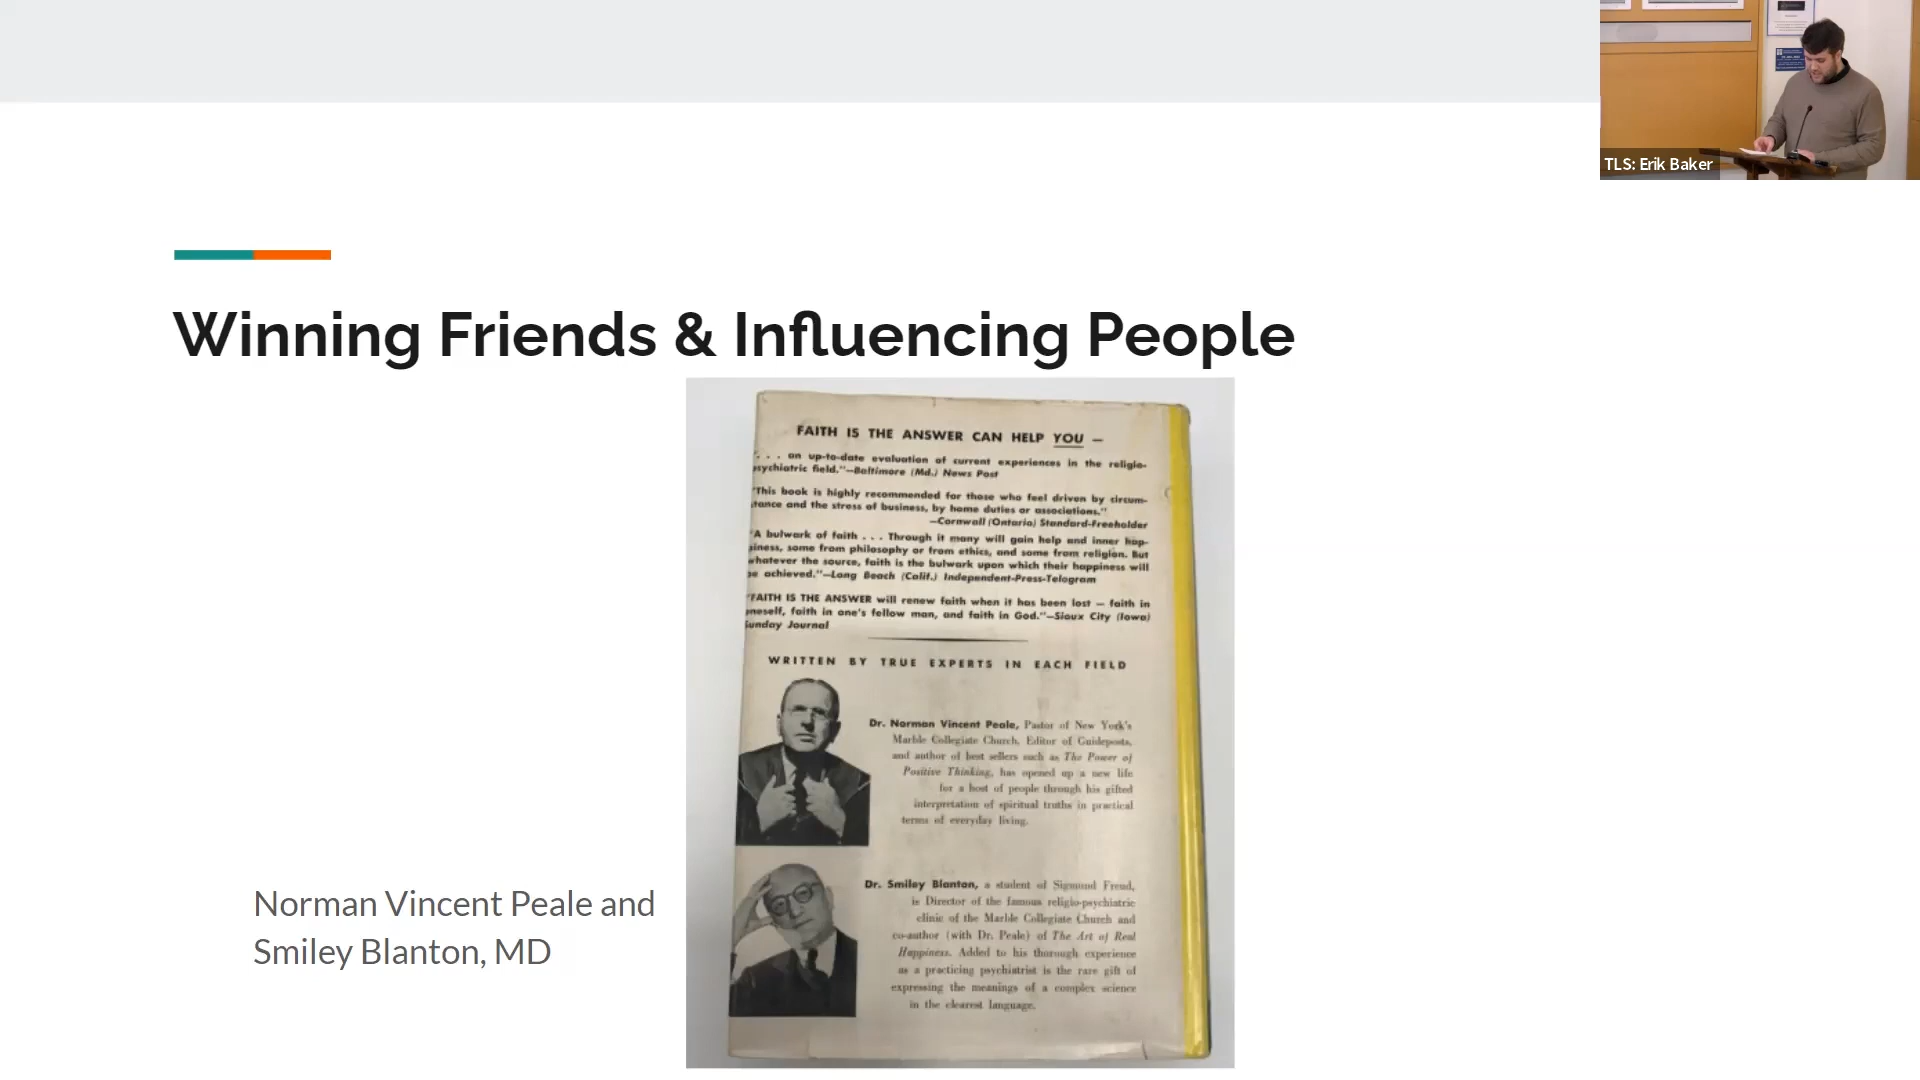 TLS: Erik Baker
Winning Friends & Influencing People
FAITH IS THE ANSWER CAN HELP YOU —
". . . an up-to-date evaluation of current experiences in the religio-
psychiatric field."—Baltimore (Md.) News Post
"This book is highly recommended for those who feel driven by circum-
stance and the stress of business, by home duties or associations."
—Cornwall (Ontario) Standard-Freeholder
"A bulwark of faith . . . Through it many will gain help and inner hap-
piness, some from philosophy or from ethics, and some from religion. But
whatever the source, faith is the bulwark upon which their happiness will
be achieved."—Long Beach (Calif.) Independent-Press-Telegram
"FAITH IS THE ANSWER will renew faith when it has been lost — faith in
oneself, faith in one's fellow man, and faith in God."—Sioux City (Iowa)
Sunday Journal
WRITTEN BY TRUE EXPERTS IN EACH FIELD
Dr. Norman Vincent Peale, Pastor of New York's
Marble Collegiate Church, Editor of Guideposts,
and author of best sellers such as The Power of
Positive Thinking, has opened up a new life
for a host of people through his gifted
interpretation of spiritual truths in practical
terms of everyday living.
Dr. Smiley Blanton, a student of Sigmund Freud,
is Director of the famous religio-psychiatric
clinic of the Marble Collegiate Church and
co-author (with Dr. Peale) of The Art of Real
Happiness. Added to his thorough experience
as a practicing psychiatrist is the rare gift of
expressing the meanings of a complex science
in the clearest language.
Norman Vincent Peale and
Smiley Blanton, MD